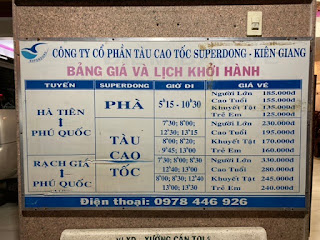 CÔNG TY CỔ PHẦN TÀU CAO TỐC SUPERDONG - KIÊN GIANG
BẢNG GIÁ VÀ LỊCH KHỞI HÀNH
TUYẾN SUPERDONG GIỜ ĐI GIÁ VÉ
HÀ TIÊN
PHÚ QUỐC
PHÀ
5h15 - 10h30
Người Lớn 185.000đ
Cao Tuổi 155.000đ
Khuyết Tật 135.000đ
Trẻ Em 125.000đ
TÀU CAO TỐC
7h30; 8h00;
12h30; 13h15
8h00; 8h20;
9h45; 13h00
Người Lớn 230.000đ
Cao Tuổi 195.000đ
Khuyết Tật 170.000đ
Trẻ Em 160.000đ
RẠCH GIÁ
PHÚ QUỐC
7h30; 8h00; 8h30;
12h40; 13h00
8h00; 8h30; 12h40
13h00; 13h30
Người Lớn 330.000đ
Cao Tuổi 280.000đ
Khuyết Tật 245.000đ
Trẻ Em 240.000đ
Điện thoại: 0978 446 926